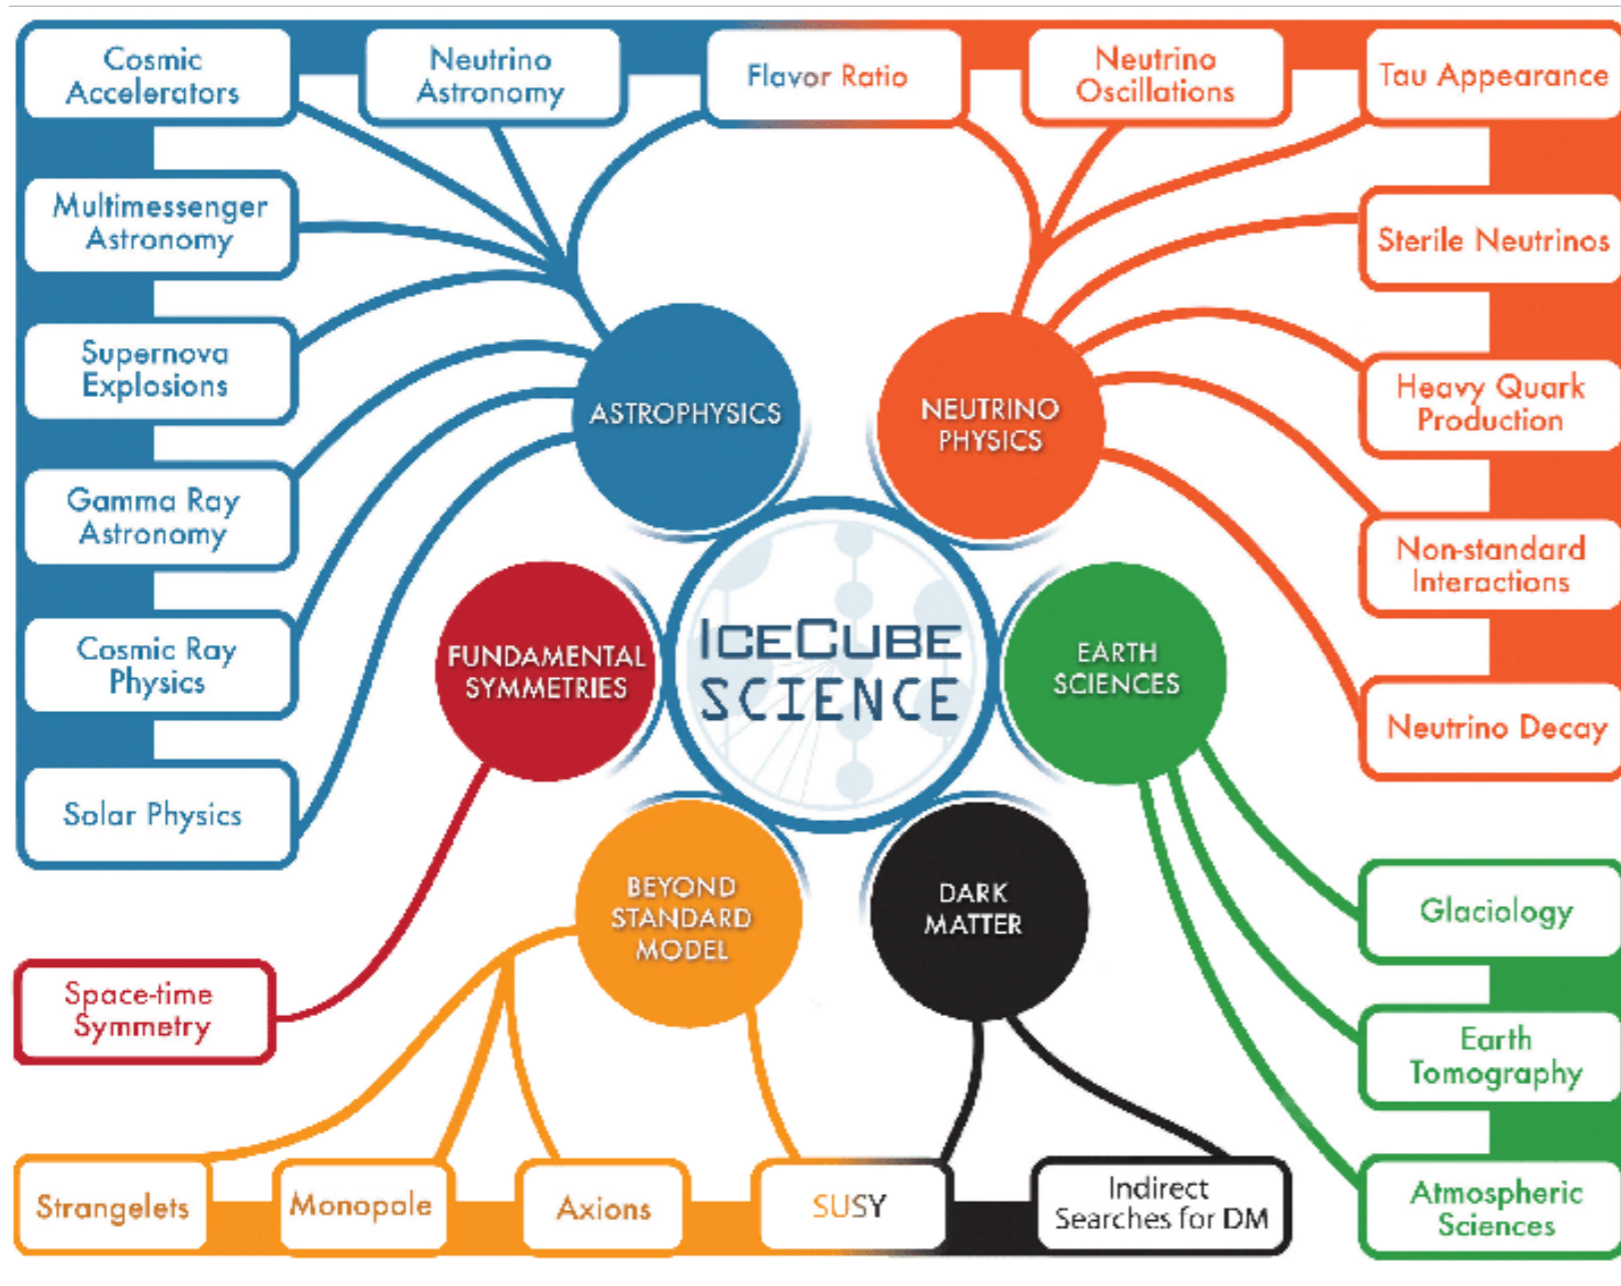 Cosmic
Accelerators
Neutrino
Astronomy
Flavor Ratio
Neutrino
Oscillations
Tau Appearance
Multimessenger
Astronomy
Sterile Neutrinos
Supernova
Explosions
Heavy Quark
Production
ASTROPHYSICS
NEUTRINO
PHYSICS
Gamma Ray
Astronomy
Non-standard
Interactions
Cosmic Ray
Physics
FUNDAMENTAL
SYMMETRIES
ICECUBE
SCIENCE
EARTH
SCIENCES
Neutrino Decay
Solar Physics
BEYOND
STANDARD
MODEL
DARK
MATTER
Glaciology
Space-time
Symmetry
Earth
Tomography
Strangelets
Monopole
Axions
SUSY
Indirect
Searches for DM
Atmospheric
Sciences